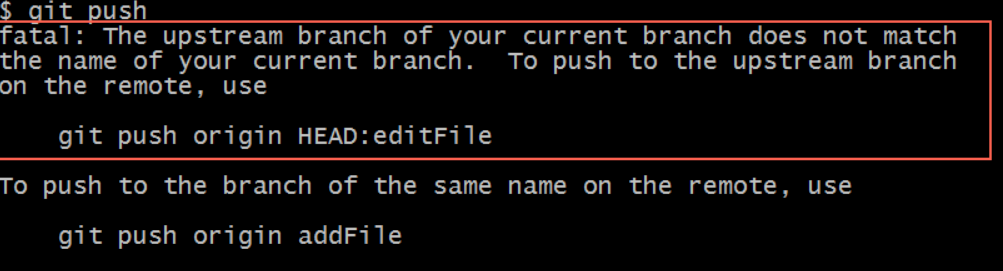 $ git push
fatal: The upstream branch of your current branch does not match
the name of your current branch.  To push to the upstream branch
on the remote, use
    git push origin HEAD:editFile
To push to the branch of the same name on the remote, use
    git push origin addFile